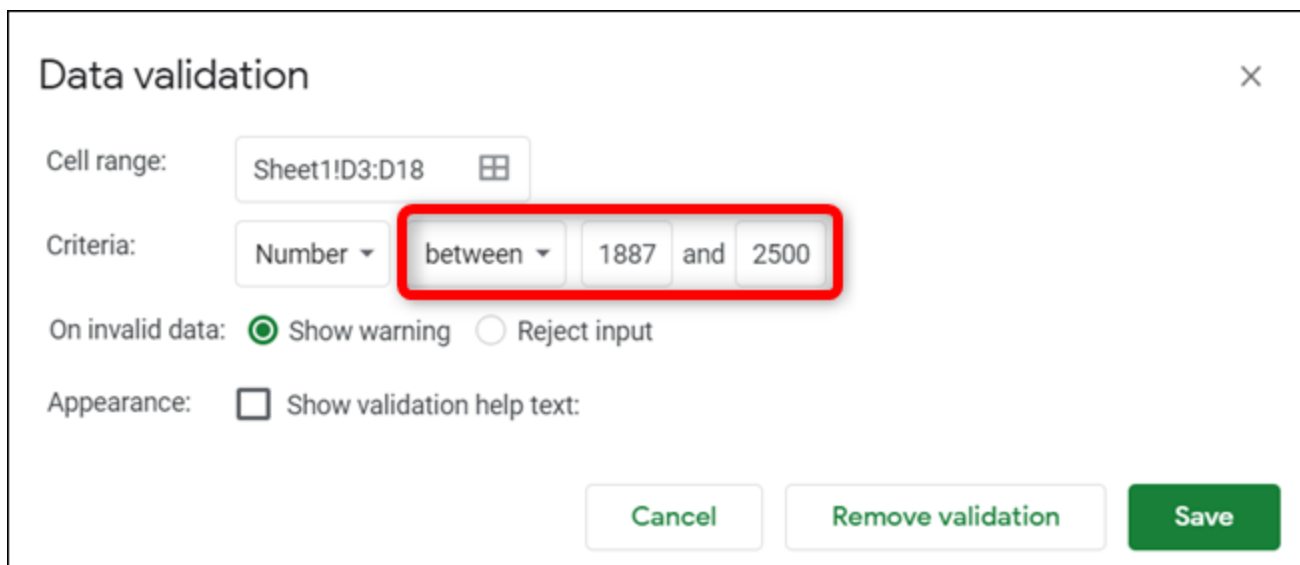 Data validation
Cell range: Sheet1!D3:D18
Criteria: Number between 1887 and 2500
On invalid data: Show warning Reject input
Appearance: Show validation help text:
Cancel Remove validation Save